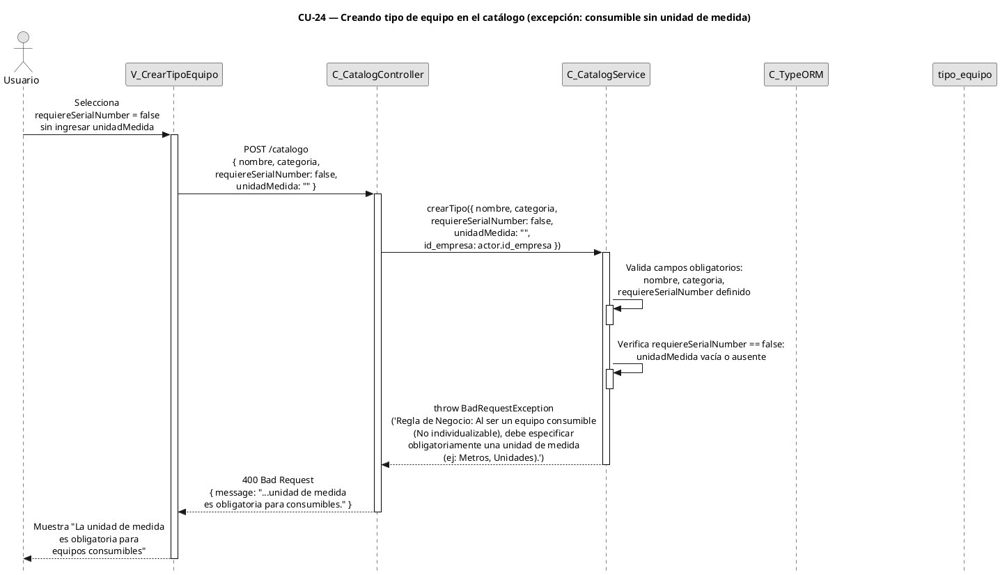 CU-24 — Creando tipo de equipo en el catálogo (excepción: consumible sin unidad de medida)
Usuario
V_CrearTipoEquipo
C_CatalogController
C_CatalogService
C_TypeORM
tipo_equipo
Selecciona
requiereSerialNumber = false
sin ingresar unidadMedida
POST /catalogo
{ nombre, categoria,
requiereSerialNumber: false,
unidadMedida: "" }
crearTipo({ nombre, categoria,
requiereSerialNumber: false,
unidadMedida: "",
id_empresa: actor.id_empresa })
Valida campos obligatorios:
nombre, categoria,
requiereSerialNumber definido
Verifica requiereSerialNumber == false:
unidadMedida vacía o ausente
throw BadRequestException
('Regla de Negocio: Al ser un equipo consumible
(No individualizable), debe especificar
obligatoriamente una unidad de medida
(ej: Metros, Unidades).')
400 Bad Request
{ message: "...unidad de medida
es obligatoria para consumibles." }
Muestra "La unidad de medida
es obligatoria para
equipos consumibles"